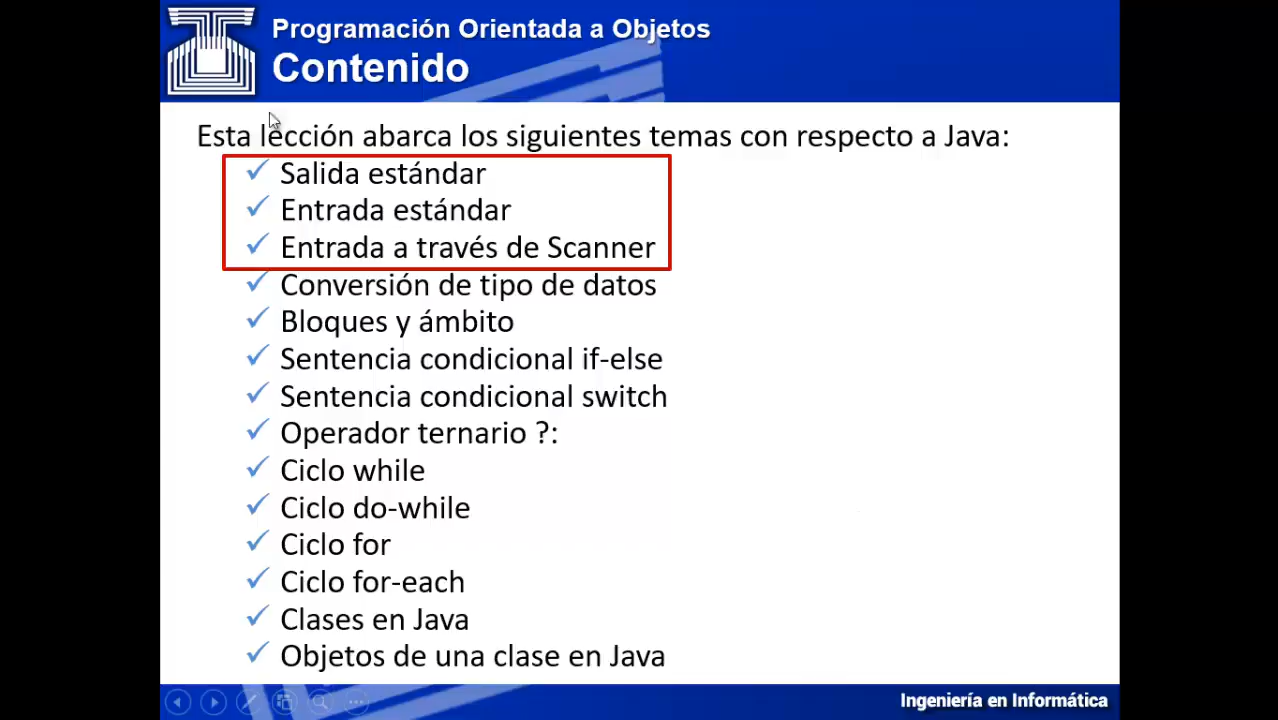 Programación Orientada a Objetos
Contenido
Esta lección abarca los siguientes temas con respecto a Java:
Salida estándar
Entrada estándar
Entrada a través de Scanner
Conversión de tipo de datos
Bloques y ámbito
Sentencia condicional if-else
Sentencia condicional switch
Operador ternario ?:
Ciclo while
Ciclo do-while
Ciclo for
Ciclo for-each
Clases en Java
Objetos de una clase en Java
Ingeniería en Informática